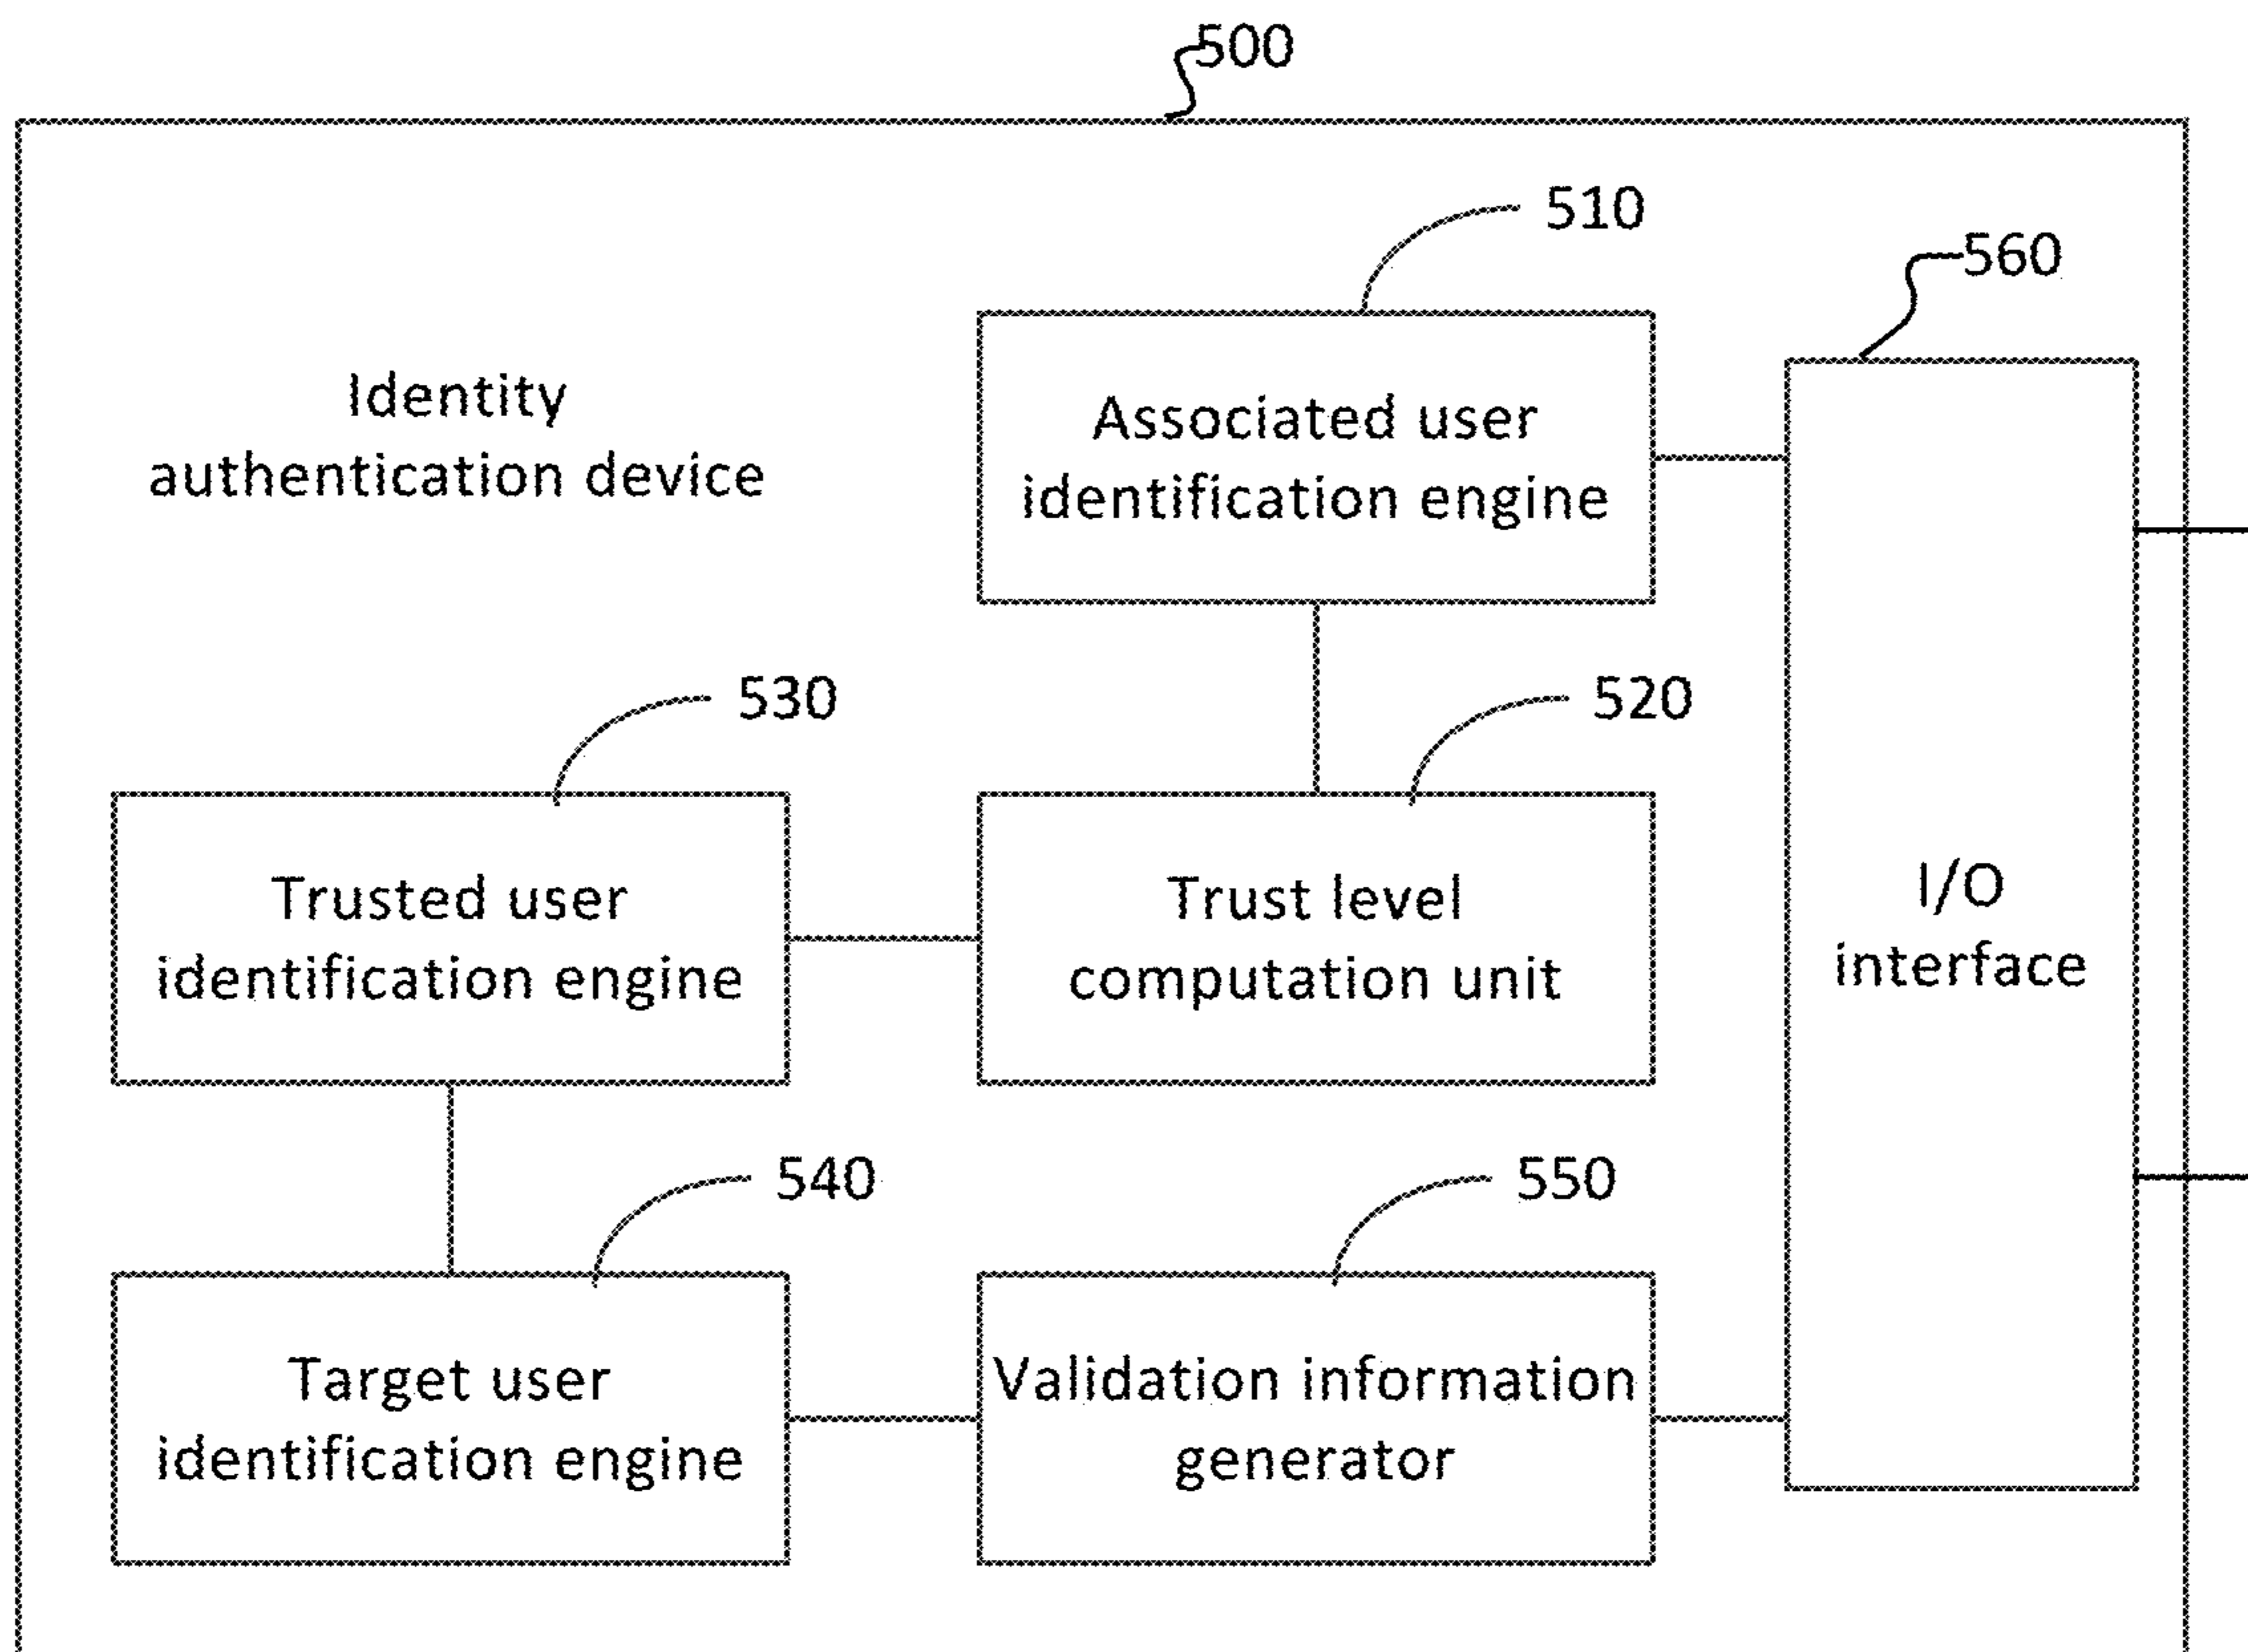 500
510
560
Identity
authentication device
Associated user
identification engine
530
520
Trusted user
identification engine
Trust level
computation unit
I/O
interface
540
550
Target user
identification engine
Validation information
generator